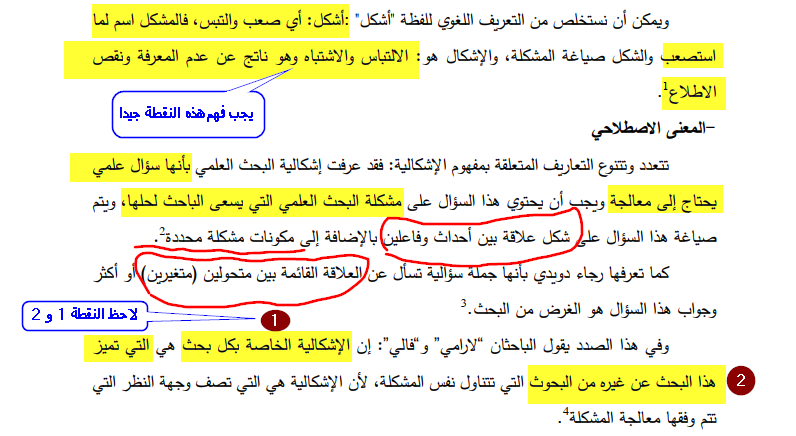 ويمكن أن نستخلص من التعريف اللغوي للفظة "أشكل" :أشكل: أي صعب والتبس، فالمشكل اسم لما
استصعب والشكل صياغة المشكلة، والإشكال هو: الالتباس والاشتباه وهو ناتج عن عدم المعرفة ونقص
الاطلاع1.
يجب فهم هذه النقطة جيدا
-المعنى الاصطلاحي
تتعدد وتتنوع التعاريف المتعلقة بمفهوم الإشكالية: فقد عرفت إشكالية البحث العلمي بأنها سؤال علمي
يحتاج إلى معالجة ويجب أن يحتوي هذا السؤال على مشكلة البحث العلمي التي يسعى الباحث لحلها، ويتم
صياغة هذا السؤال على شكل علاقة بين أحداث وفاعلين بالإضافة إلى مكونات مشكلة محددة2.
كما تعرفها رجاء دويدي بأنها جملة سؤالية تسأل عن العلاقة القائمة بين متحولين (متغيرين) أو أكثر
وجواب هذا السؤال هو الغرض من البحث.3
لاحظ النقطة 1 و 2
1
وفي هذا الصدد يقول الباحثان “لارامي” و“فالي”: إن الإشكالية الخاصة بكل بحث هي التي تميز
هذا البحث عن غيره من البحوث التي تتناول نفس المشكلة، لأن الإشكالية هي التي تصف وجهة النظر التي
2
تتم وفقها معالجة المشكلة4.